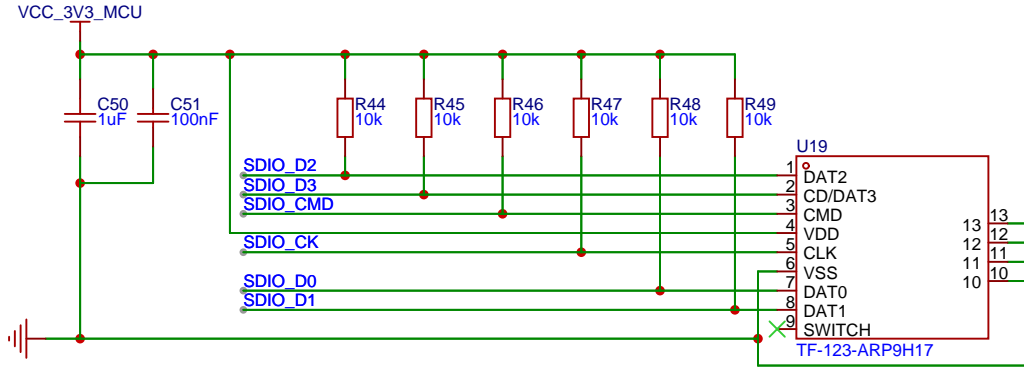 VCC_3V3_MCU
C50
1uF
C51
100nF
R44
10k
R45
10k
R46
10k
R47
10k
R48
10k
R49
10k
U19
SDIO_D2
1
DAT2
SDIO_D3
2
CD/DAT3
SDIO_CMD
3
CMD
4
VDD
SDIO_CK
5
CLK
6
VSS
SDIO_D0
7
DAT0
SDIO_D1
8
DAT1
9
SWITCH
13
13
12
12
11
11
10
10
TF-123-ARP9H17